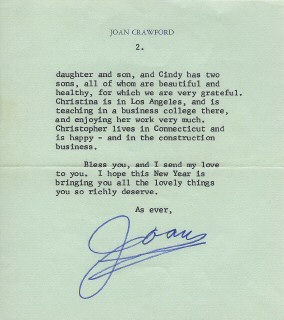 JOAN CRAWFORD
2.
daughter and son, and Cindy has two
sons, all of whom are beautiful and
healthy, for which we are very grateful.
Christina is in Los Angeles, and is
teaching in a business college there,
and enjoying her work very much.
Christopher lives in Connecticut and
is happy - and in the construction
business.
Bless you, and I send my love
to you. I hope this New Year is
bringing you all the lovely things
you so richly deserve.
As ever,
Joan